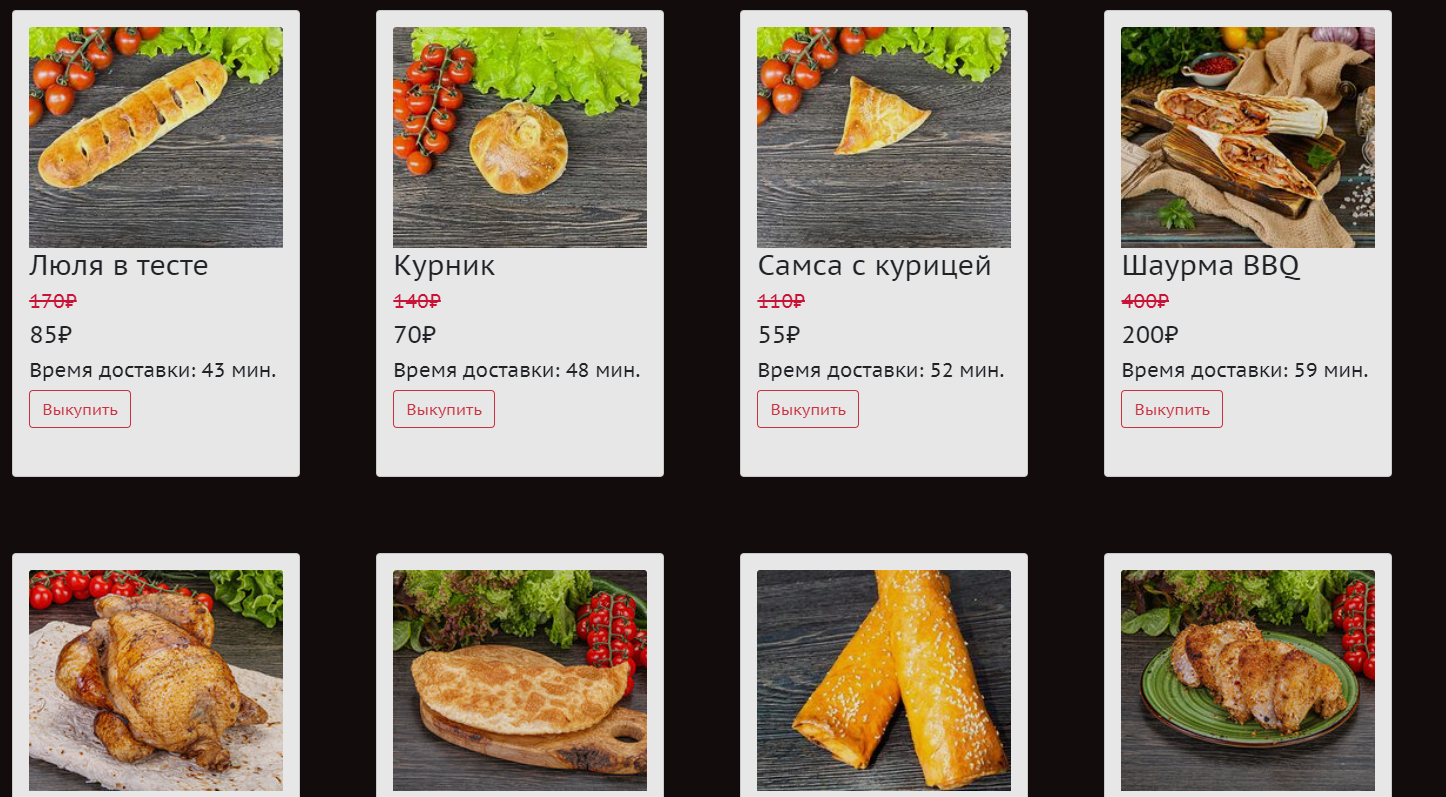 Люля в тесте
170₽
85₽
Время доставки: 43 мин.
Выкупить
Курник
140₽
70₽
Время доставки: 48 мин.
Выкупить
Самса с курицей
110₽
55₽
Время доставки: 52 мин.
Выкупить
Шаурма BBQ
400₽
200₽
Время доставки: 59 мин.
Выкупить